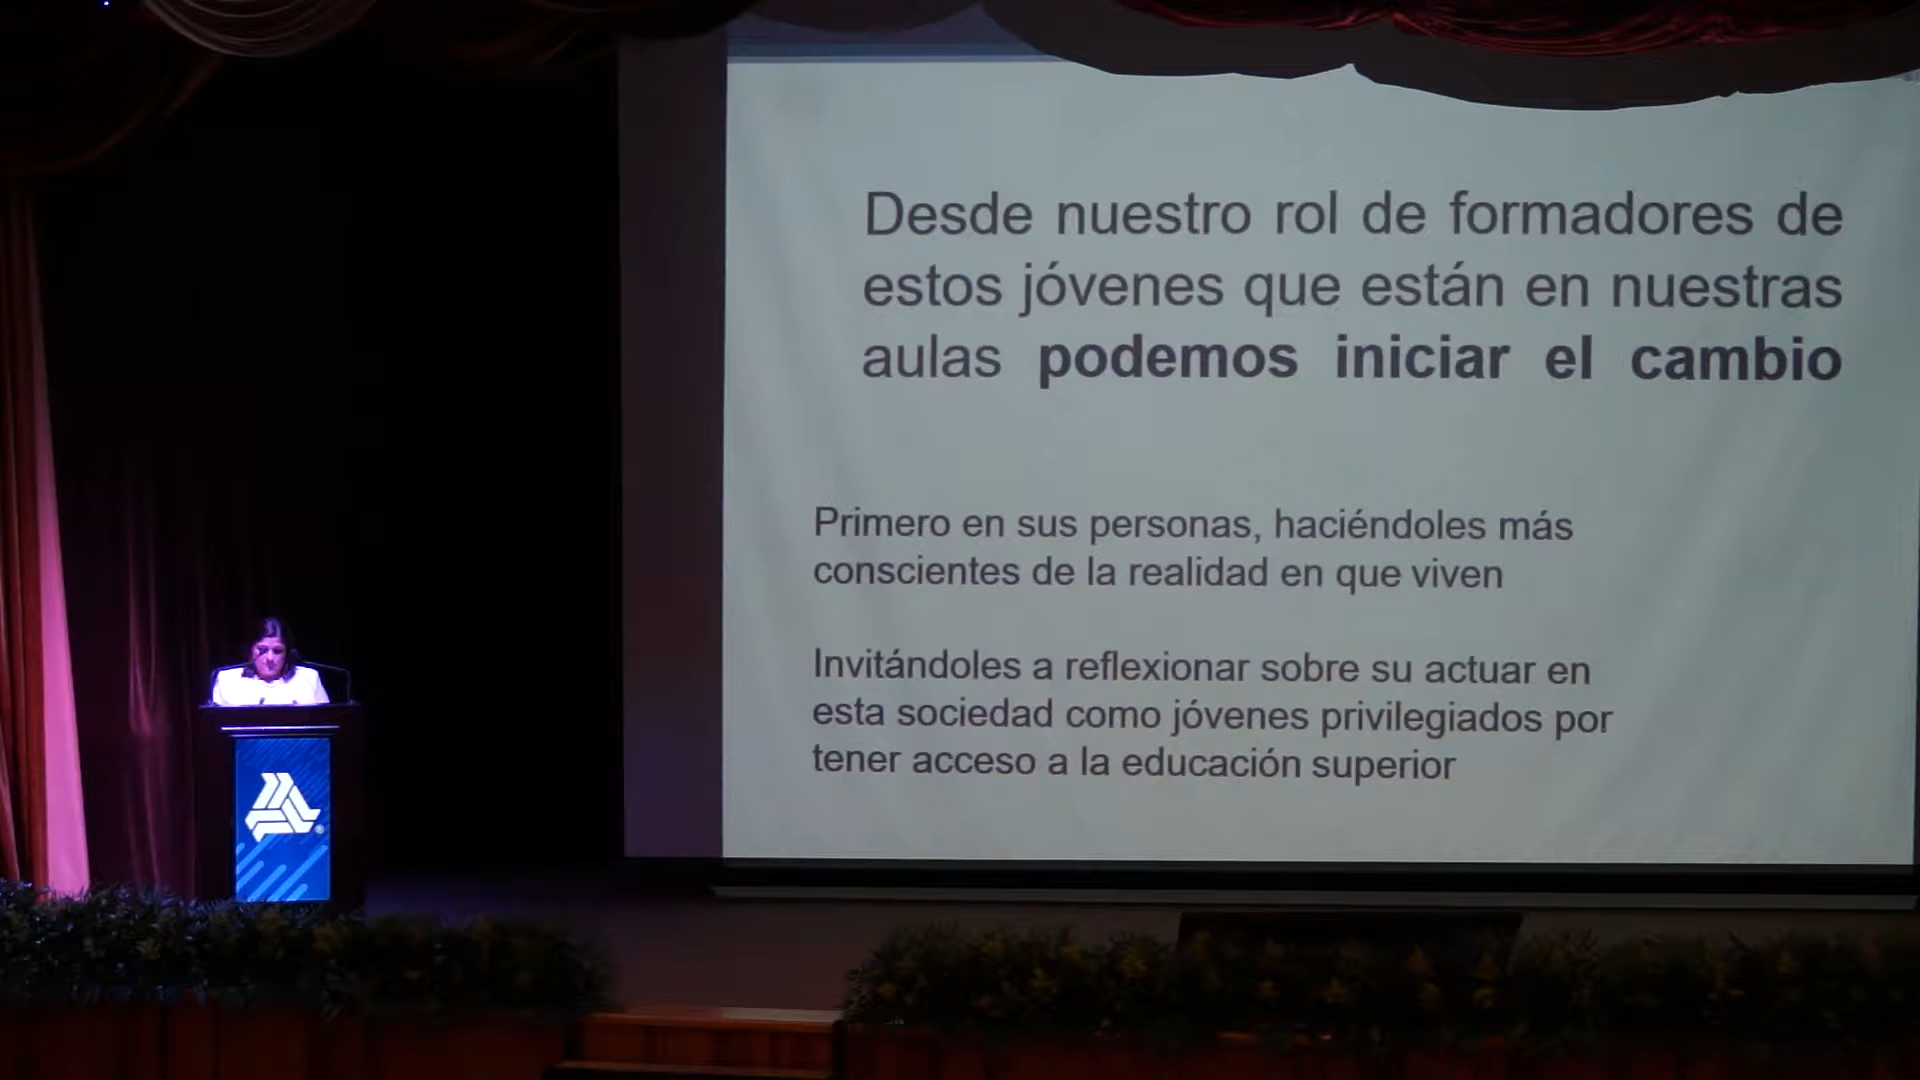 Desde nuestro rol de formadores de
estos jóvenes que están en nuestras
aulas podemos iniciar el cambio
Primero en sus personas, haciéndoles más
conscientes de la realidad en que viven
Invitándoles a reflexionar sobre su actuar en
esta sociedad como jóvenes privilegiados por
tener acceso a la educación superior
®